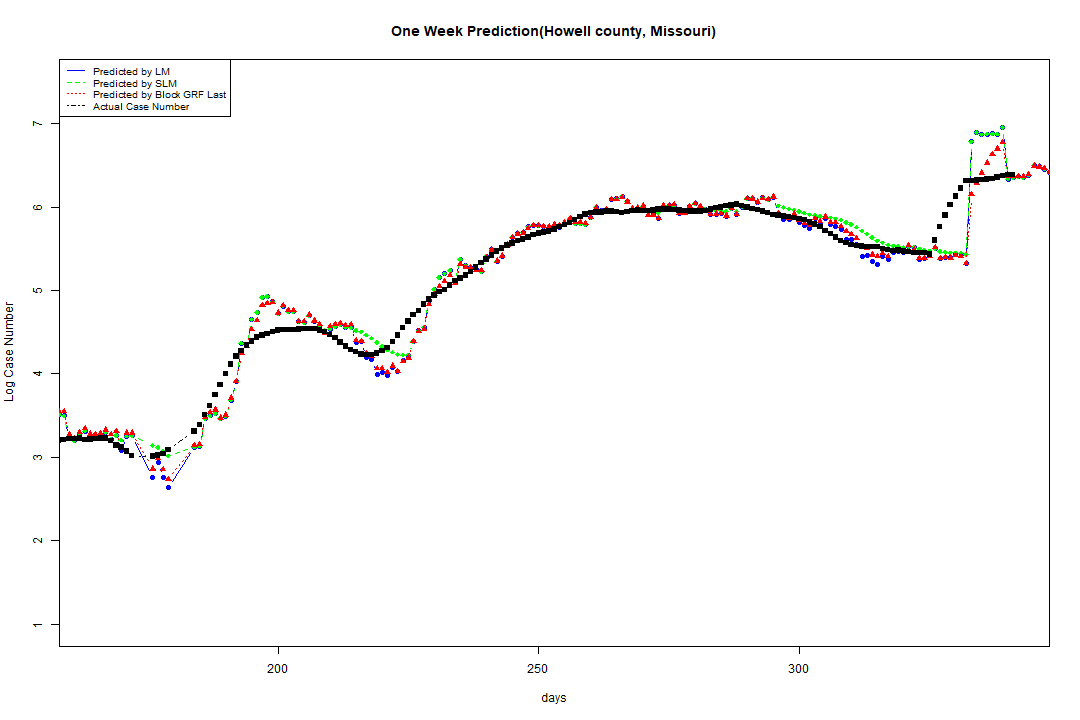 One Week Prediction(Howell county, Missouri)
Predicted by LM
Predicted by SLM
Predicted by Block GRF Last
Actual Case Number
7
6
5
4
3
2
1
Log Case Number
200 250 300
days